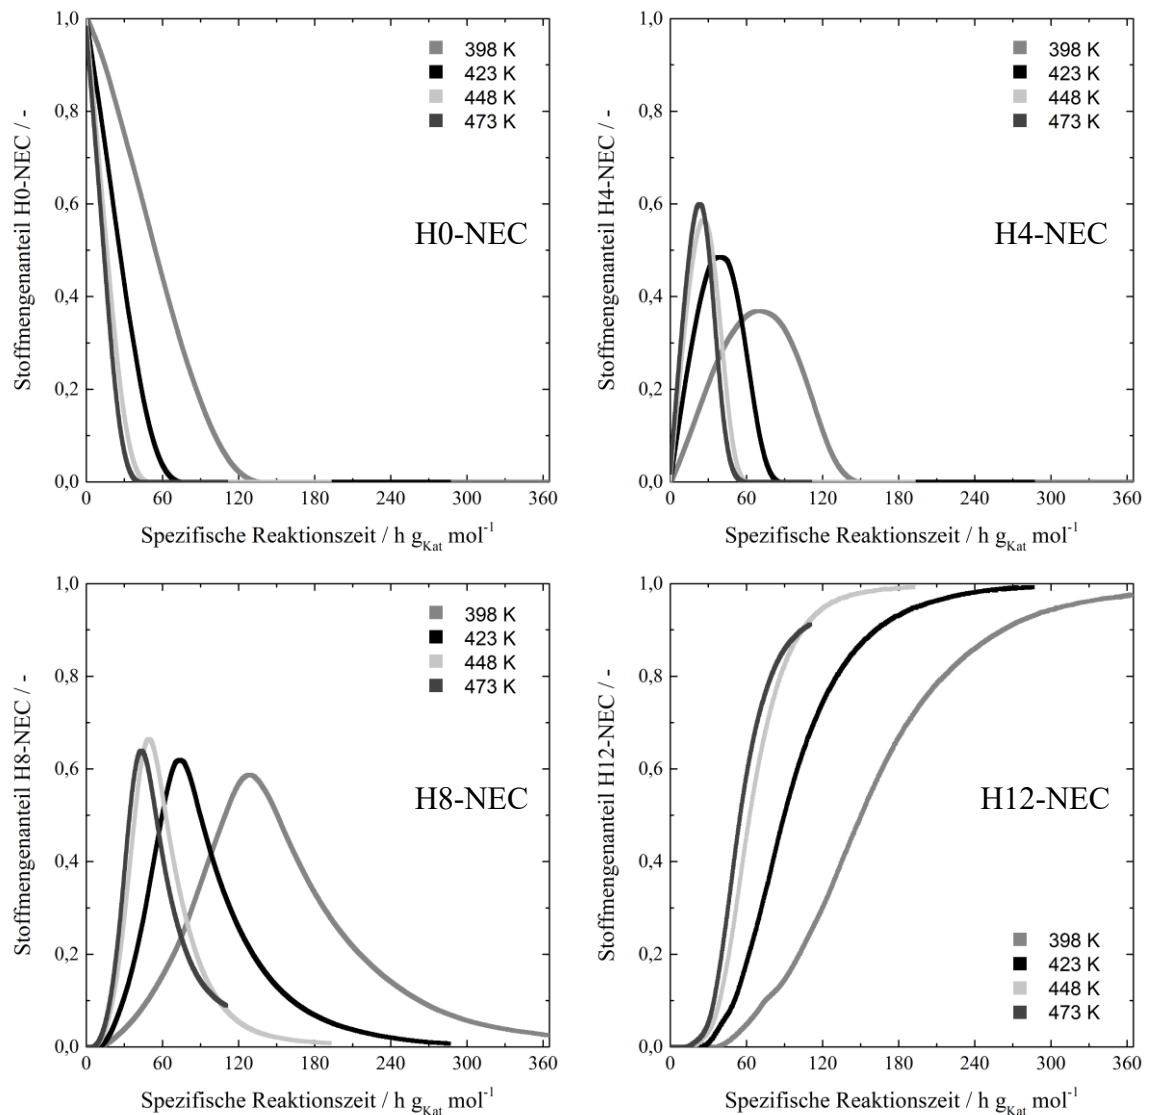 Stoffmengenanteil H0-NEC / -
1,0
0,8
0,6
0,4
0,2
0,0
398 K
423 K
448 K
473 K
H0-NEC
0 60 120 180 240 300 360
Spezifische Reaktionszeit / h g_Kat mol⁻¹
Stoffmengenanteil H4-NEC / -
1,0
0,8
0,6
0,4
0,2
0,0
398 K
423 K
448 K
473 K
H4-NEC
0 60 120 180 240 300 360
Spezifische Reaktionszeit / h g_Kat mol⁻¹
Stoffmengenanteil H8-NEC / -
1,0
0,8
0,6
0,4
0,2
0,0
398 K
423 K
448 K
473 K
H8-NEC
0 60 120 180 240 300 360
Spezifische Reaktionszeit / h g_Kat mol⁻¹
Stoffmengenanteil H12-NEC / -
1,0
0,8
0,6
0,4
0,2
0,0
H12-NEC
398 K
423 K
448 K
473 K
0 60 120 180 240 300 360
Spezifische Reaktionszeit / h g_Kat mol⁻¹